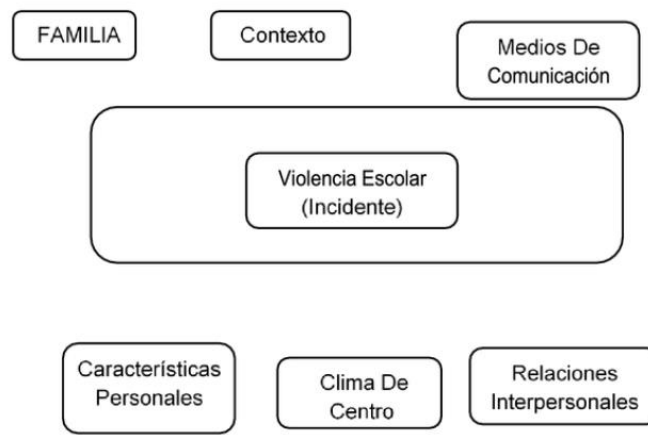 FAMILIA
Contexto
Medios De
Comunicación
Violencia Escolar
(Incidente)
Características
Personales
Clima De
Centro
Relaciones
Interpersonales